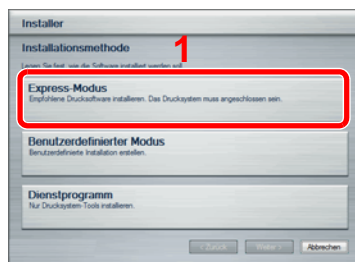 Installer
Installationsmethode
1
Legen Sie fest, wie die Software installiert werden soll.
Express-Modus
Empfohlene Drucksoftware installieren. Das Drucksystem muss angeschlossen sein.
Benutzerdefinierter Modus
Benutzerdefinierte Installation erstellen.
Dienstprogramm
Nur Drucksystem-Tools installieren.
< Zurück Weiter > Abbrechen